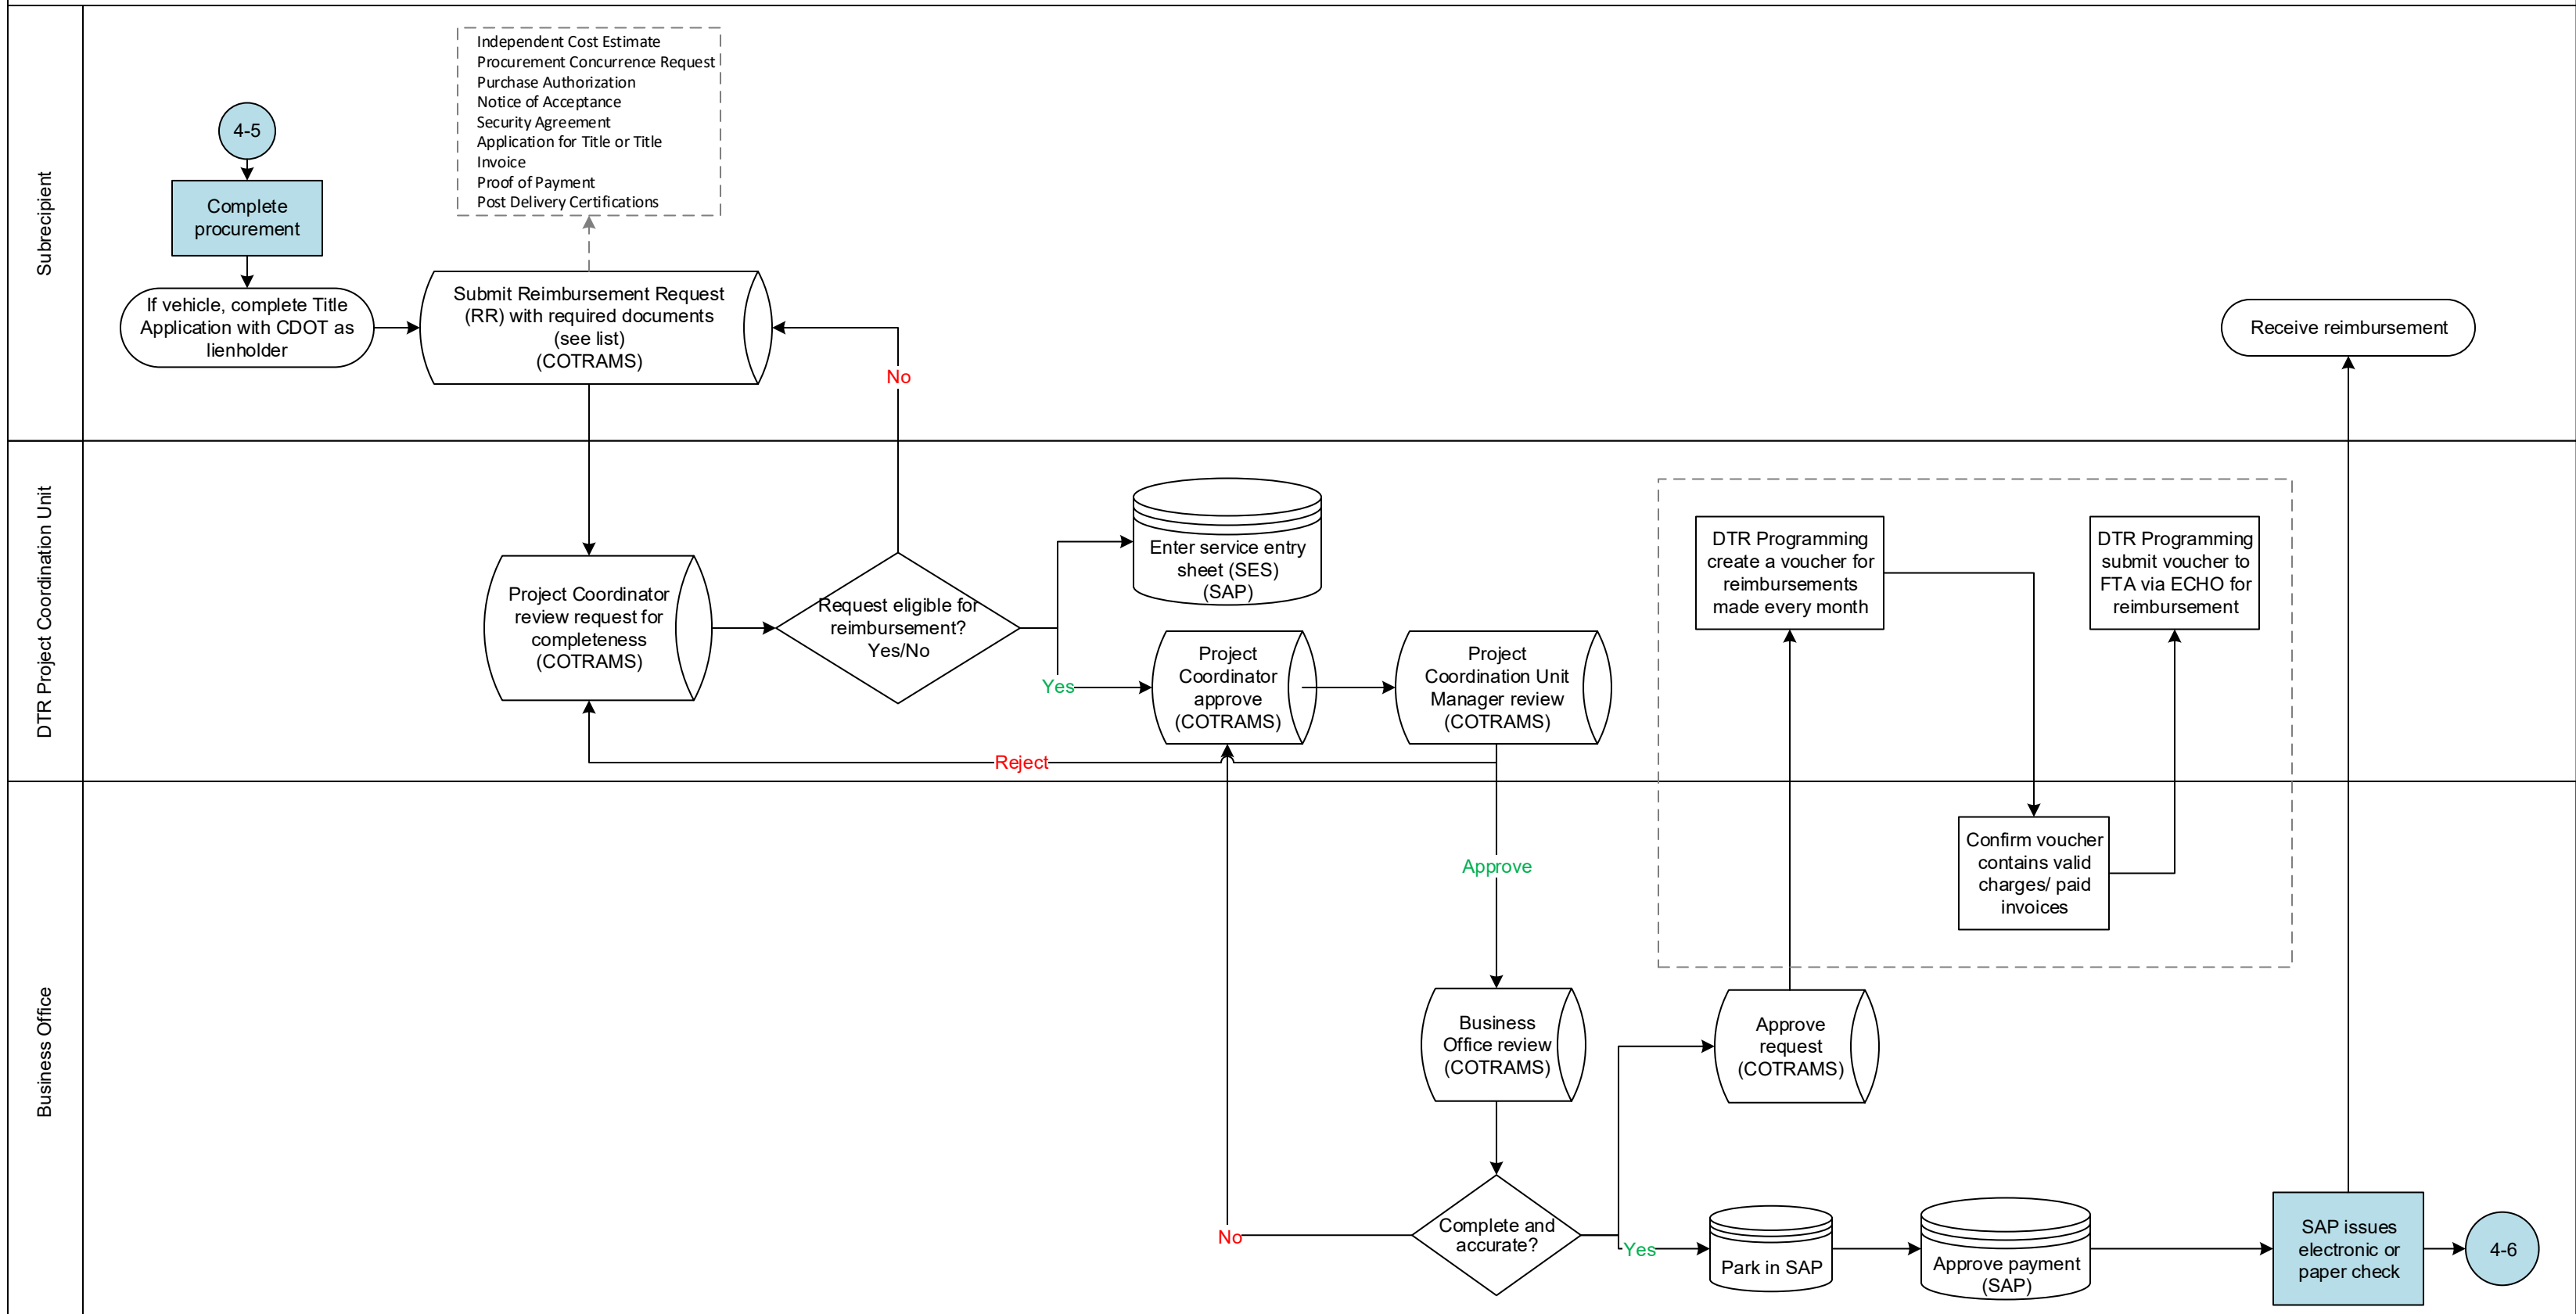 Subrecipient
4-5
Complete
procurement
If vehicle, complete Title
Application with CDOT as
lienholder
Independent Cost Estimate
Procurement Concurrence Request
Purchase Authorization
Notice of Acceptance
Security Agreement
Application for Title or Title
Invoice
Proof of Payment
Post Delivery Certifications
Submit Reimbursement Request
(RR) with required documents
(see list)
(COTRAMS)
No
Receive reimbursement
DTR Project Coordination Unit
Project Coordinator
review request for
completeness
(COTRAMS)
Request eligible for
reimbursement?
Yes/No
Enter service entry
sheet (SES)
(SAP)
Yes
Project
Coordinator
approve
(COTRAMS)
Project
Coordination Unit
Manager review
(COTRAMS)
Reject
DTR Programming
create a voucher for
reimbursements
made every month
DTR Programming
submit voucher to
FTA via ECHO for
reimbursement
Business Office
Approve
Confirm voucher
contains valid
charges/ paid
invoices
Business
Office review
(COTRAMS)
Approve
request
(COTRAMS)
No
Complete and
accurate?
Yes
Park in SAP
Approve payment
(SAP)
SAP issues
electronic or
paper check
4-6